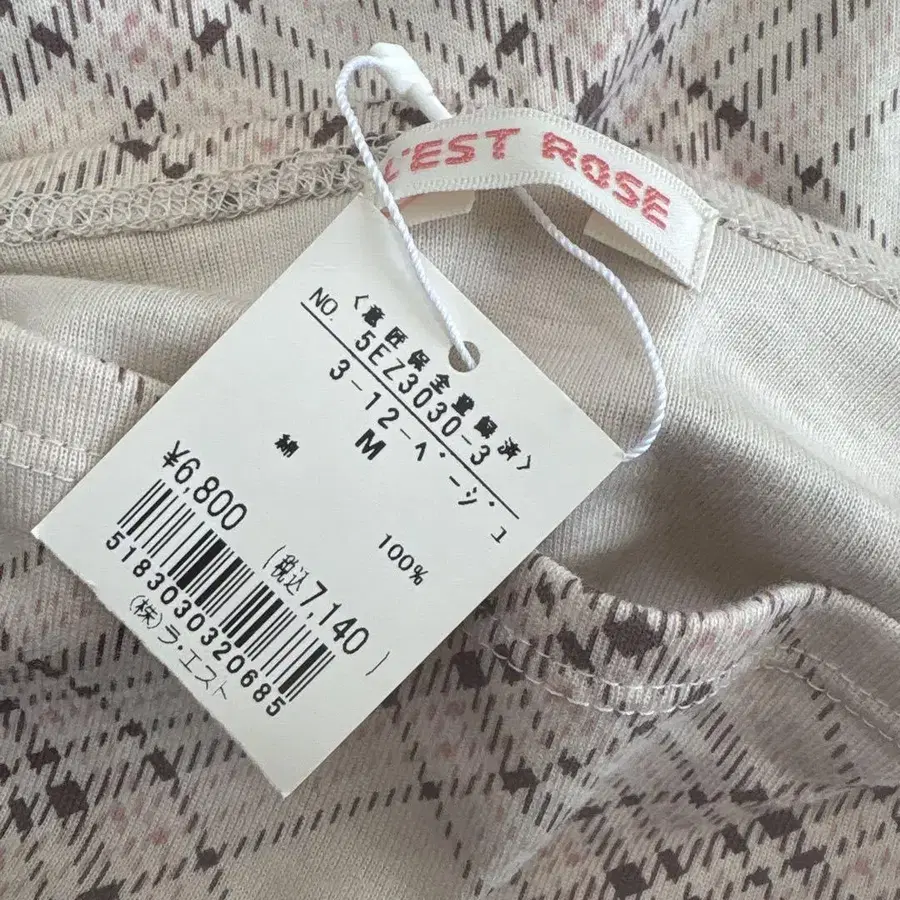 L'EST ROSE
〈意匠保全登録済〉
NO. 5EZ3030-3
3-12-ベージュ
M
綿 100%
¥6,800
(税込 7,140)
5183030320685
(株)ラ・エスト